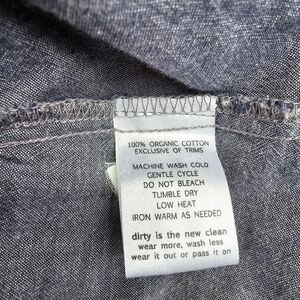 100% ORGANIC COTTON
EXCLUSIVE OF TRIMS
MACHINE WASH COLD
GENTLE CYCLE
DO NOT BLEACH
TUMBLE DRY
LOW HEAT
IRON WARM AS NEEDED
dirty is the new clean
wear more, wash less
wear it out or pass it on